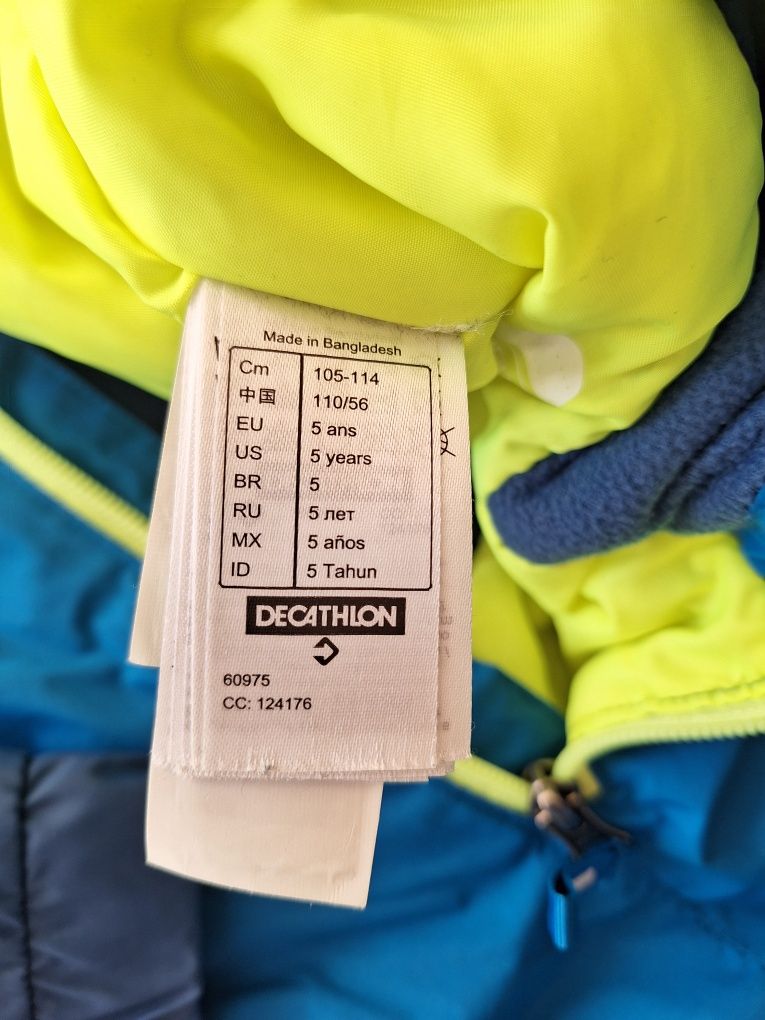 Made in Bangladesh
Cm 105-114
中国 110/56
EU 5 ans
US 5 years
BR 5
RU 5 лет
MX 5 años
ID 5 Tahun
DECATHLON
60975
CC: 124176